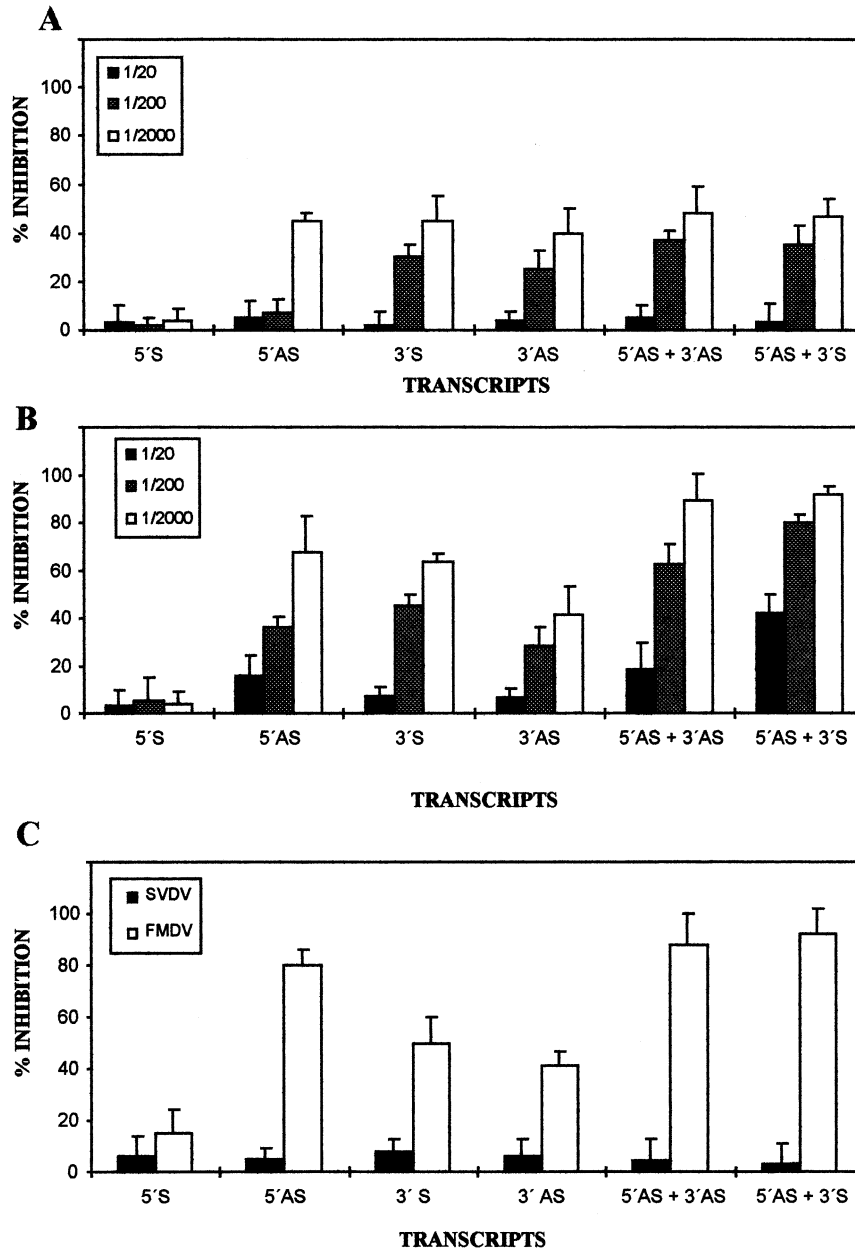 A
% INHIBITION
100
80
60
40
20
0
1/20
1/200
1/2000
5´S 5´AS 3´S 3´AS 5´AS + 3´AS 5´AS + 3´S
TRANSCRIPTS
B
% INHIBITION
100
80
60
40
20
0
1/20
1/200
1/2000
5´S 5´AS 3´S 3´AS 5´AS + 3´AS 5´AS + 3´S
TRANSCRIPTS
C
% INHIBITION
100
80
60
40
20
0
SVDV
FMDV
5´S 5´AS 3´ S 3´ AS 5´AS + 3´AS 5´AS + 3´S
TRANSCRIPTS